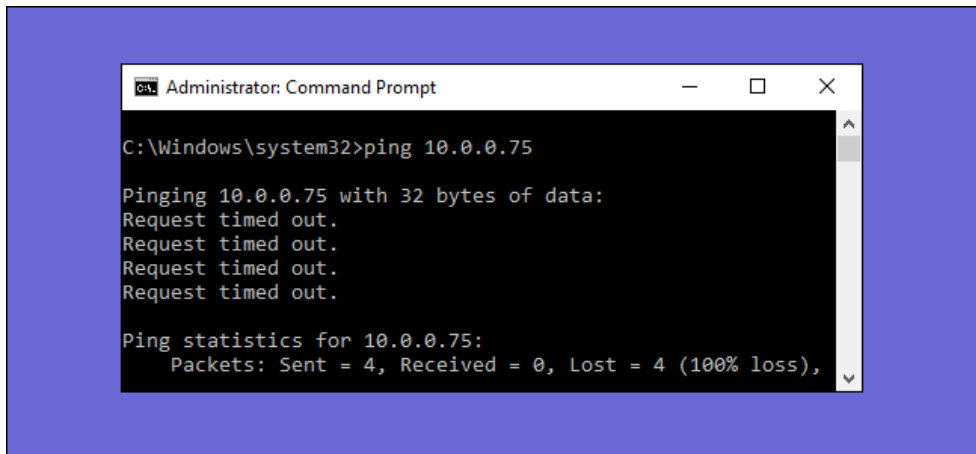 Administrator: Command Prompt
C:\Windows\system32>ping 10.0.0.75
Pinging 10.0.0.75 with 32 bytes of data:
Request timed out.
Request timed out.
Request timed out.
Request timed out.
Ping statistics for 10.0.0.75:
    Packets: Sent = 4, Received = 0, Lost = 4 (100% loss),